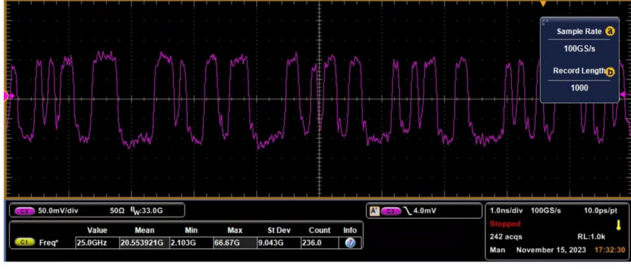 Sample Rate a
100GS/s
Record Length b
1000
50.0mV/div 50Ω BW:33.0G
A' \ 4.0mV
1.0ns/div 100GS/s 10.0ps/pt
Stopped
242 acqs RL:1.0k
Man November 15, 2023 17:32:30
Value Mean Min Max St Dev Count Info
C1 Freq* 25.0GHz 20.553921G 2.103G 66.67G 9.043G 236.0